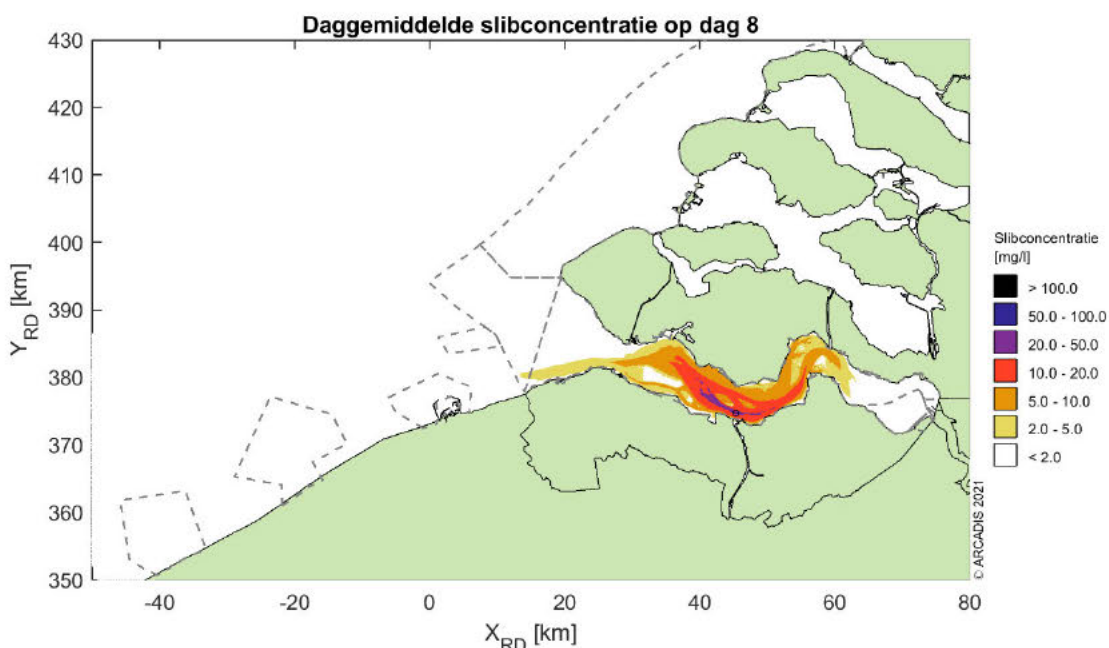 Daggemiddelde slibconcentratie op dag 8
430
420
410
400
390
380
370
360
350
Y_RD [km]
-40
-20
0
20
40
60
80
X_RD [km]
Slibconcentratie
[mg/l]
> 100.0
50.0 - 100.0
20.0 - 50.0
10.0 - 20.0
5.0 - 10.0
2.0 - 5.0
< 2.0
© ARCADIS 2021